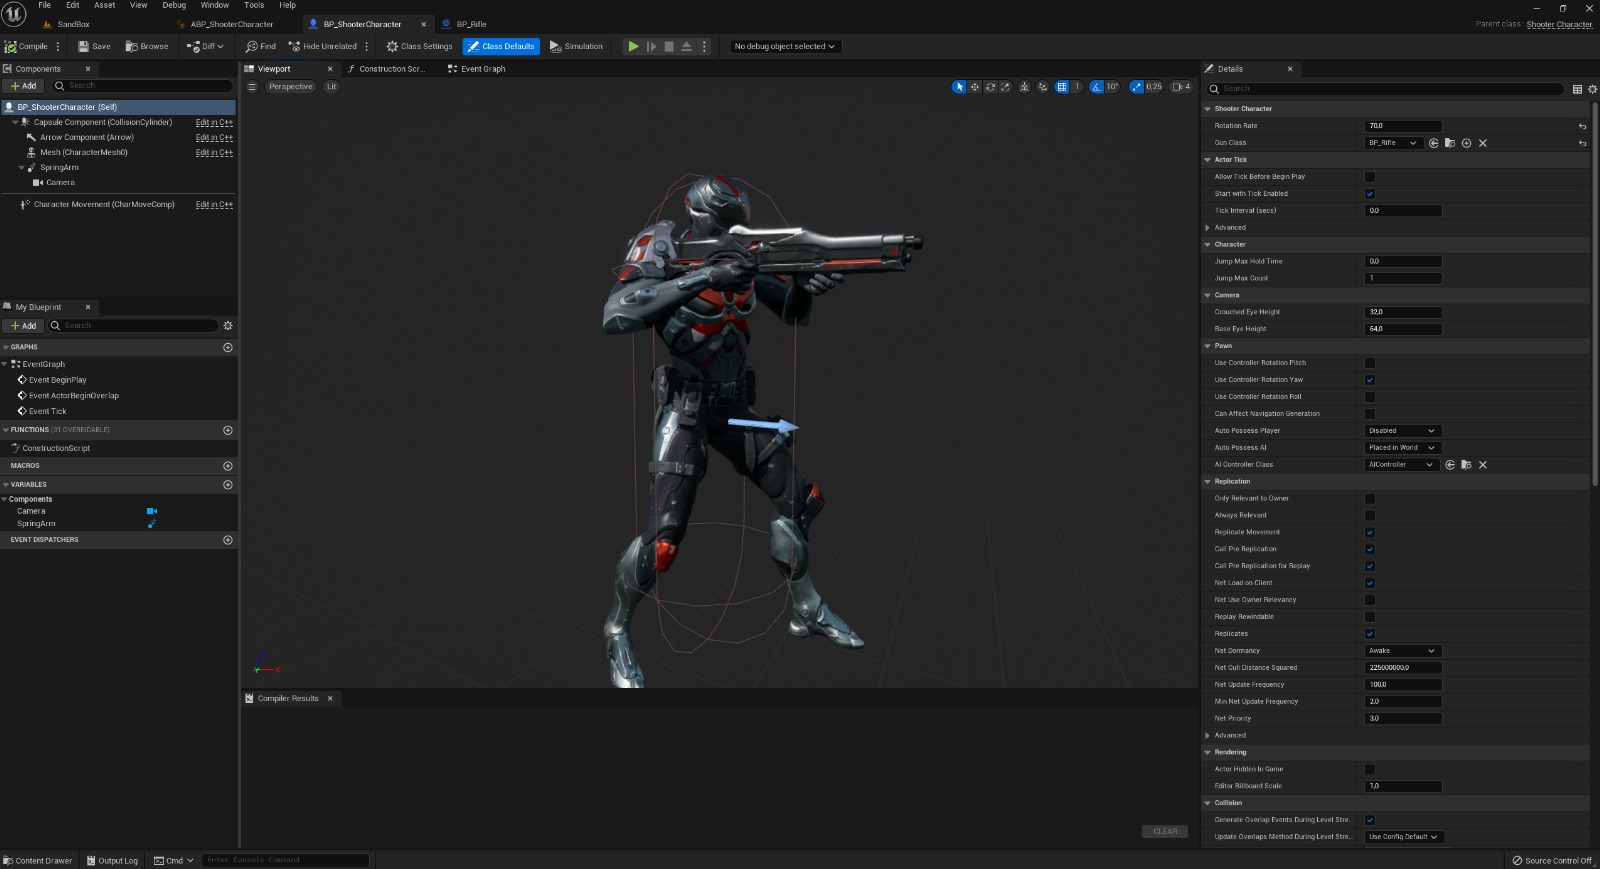 File Edit Asset View Debug Window Tools Help
SandBox ABP_ShooterCharacter BP_ShooterCharacter BP_Rifle
Parent class: Shooter Character
Compile Save Browse Diff Find Hide Unrelated Class Settings Class Defaults Simulation No debug object selected
Components
Add Search
BP_ShooterCharacter (Self)
Capsule Component (CollisionCylinder) Edit in C++
Arrow Component (Arrow) Edit in C++
Mesh (CharacterMesh0) Edit in C++
SpringArm
Camera
Character Movement (CharMoveComp) Edit in C++
My Blueprint
Add Search
GRAPHS
EventGraph
Event BeginPlay
Event ActorBeginOverlap
Event Tick
FUNCTIONS (31 OVERRIDABLE)
ConstructionScript
MACROS
VARIABLES
Components
Camera
SpringArm
EVENT DISPATCHERS
Viewport Construction Scr... Event Graph
Perspective Lit
1 10° 0,25 4
Compiler Results
CLEAR
Details
Search
Shooter Character
Rotation Rate 70,0
Gun Class BP_Rifle
Actor Tick
Allow Tick Before Begin Play
Start with Tick Enabled
Tick Interval (secs) 0.0
Advanced
Character
Jump Max Hold Time 0.0
Jump Max Count 1
Camera
Crouched Eye Height 32,0
Base Eye Height 64,0
Pawn
Use Controller Rotation Pitch
Use Controller Rotation Yaw
Use Controller Rotation Roll
Can Affect Navigation Generation
Auto Possess Player Disabled
Auto Possess AI Placed in World
AI Controller Class AIController
Replication
Only Relevant to Owner
Always Relevant
Replicate Movement
Call Pre Replication
Call Pre Replication for Replay
Net Load on Client
Net Use Owner Relevancy
Replay Rewindable
Replicates
Net Dormancy Awake
Net Cull Distance Squared 225000000,0
Net Update Frequency 100,0
Min Net Update Frequency 2,0
Net Priority 3,0
Advanced
Rendering
Actor Hidden In Game
Editor Billboard Scale 1,0
Collision
Generate Overlap Events During Level Stre...
Update Overlaps Method During Level Stre... Use Config Default
Content Drawer Output Log Cmd Enter Console Command
Source Control Off